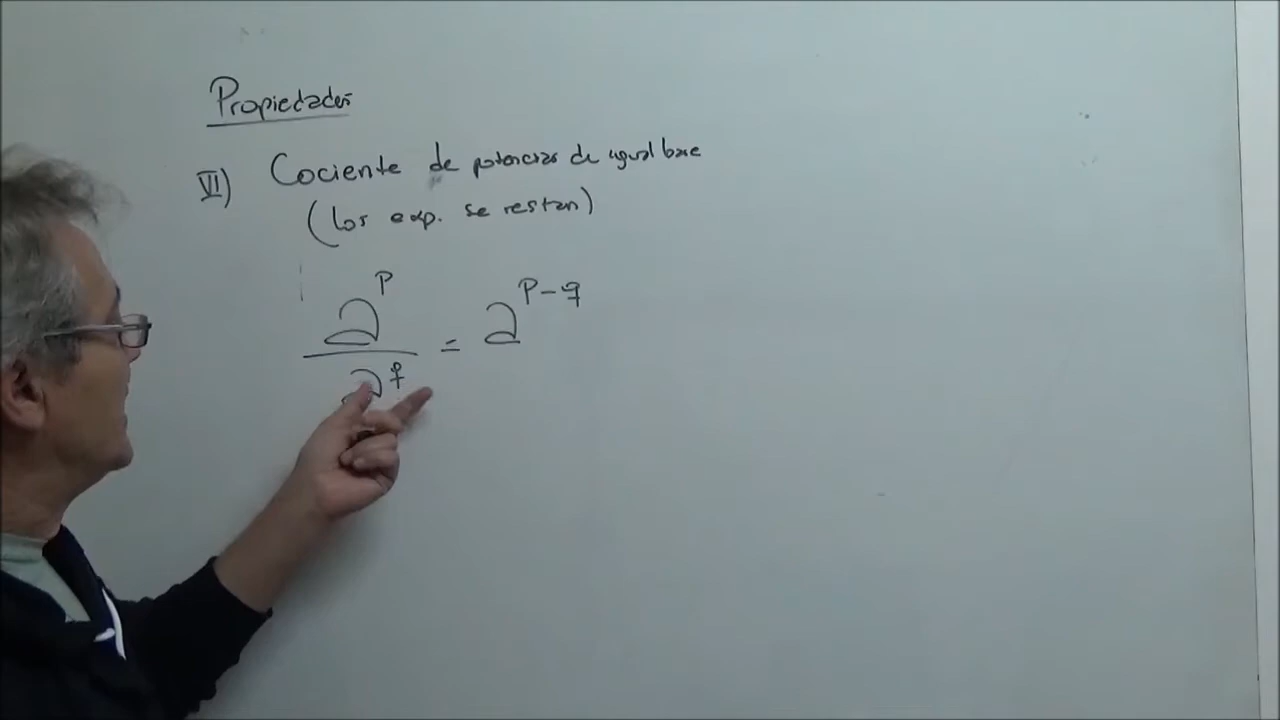 Propiedades
VI) Cociente de potencias de igual base
(los exp. se restan)
a^p / a^q = a^(p-q)